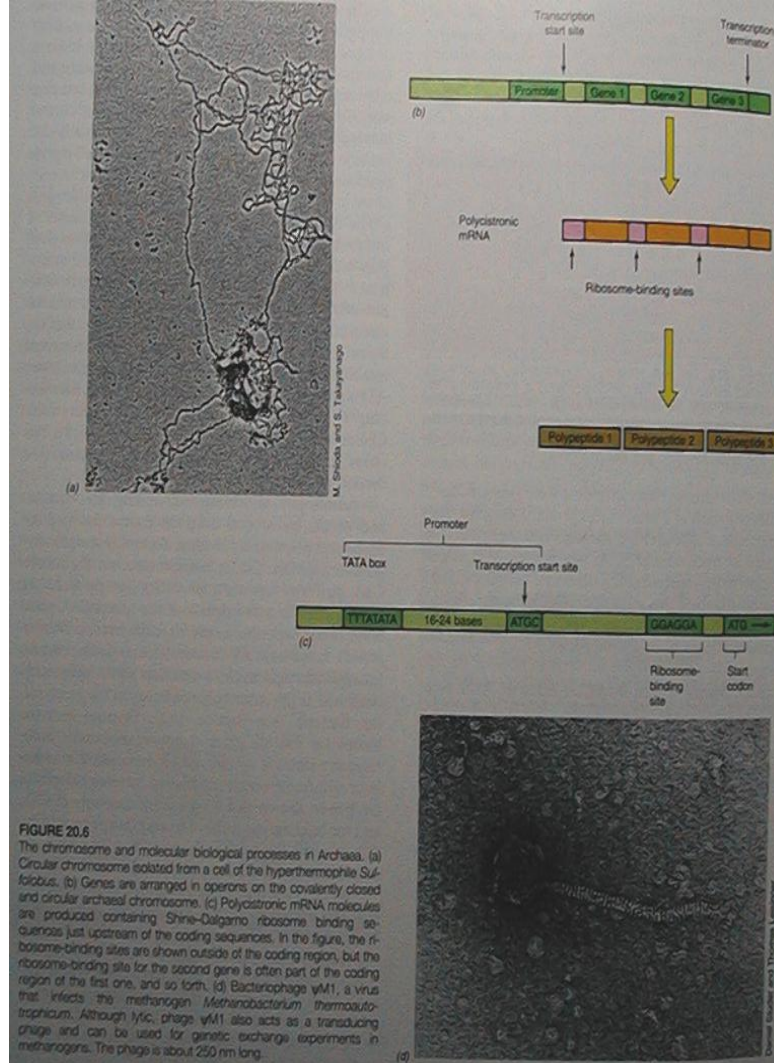 Transcription
start site
Transcription
terminator
Promoter
Gene 1
Gene 2
Gene 3
(b)
Polycistronic
mRNA
Ribosome-binding sites
Polypeptide 1
Polypeptide 2
Polypeptide 3
M. Shioda and S. Takayanago
(a)
Promoter
TATA box
Transcription start site
TTTATATA
16-24 bases
ATGC
GGAGGA
ATG
(c)
Ribosome-
binding
site
Start
codon
FIGURE 20.6
The chromosome and molecular biological processes in Archaea. (a)
Circular chromosome isolated from a cell of the hyperthermophile Sul-
folobus. (b) Genes are arranged in operons on the covalently closed
and circular archaeal chromosome. (c) Polycistronic mRNA molecules
are produced containing Shine-Dalgarno ribosome binding se-
quences just upstream of the coding sequences. In the figure, the ri-
bosome-binding sites are shown outside of the coding region, but the
ribosome-binding site for the second gene is often part of the coding
region of the first one, and so forth. (d) Bacteriophage ψM1, a virus
that infects the methanogen Methanobacterium thermoauto-
trophicum. Although lytic, phage ψM1 also acts as a transducing
phage and can be used for genetic exchange experiments in
methanogens. The phage is about 250 nm long.
(d)